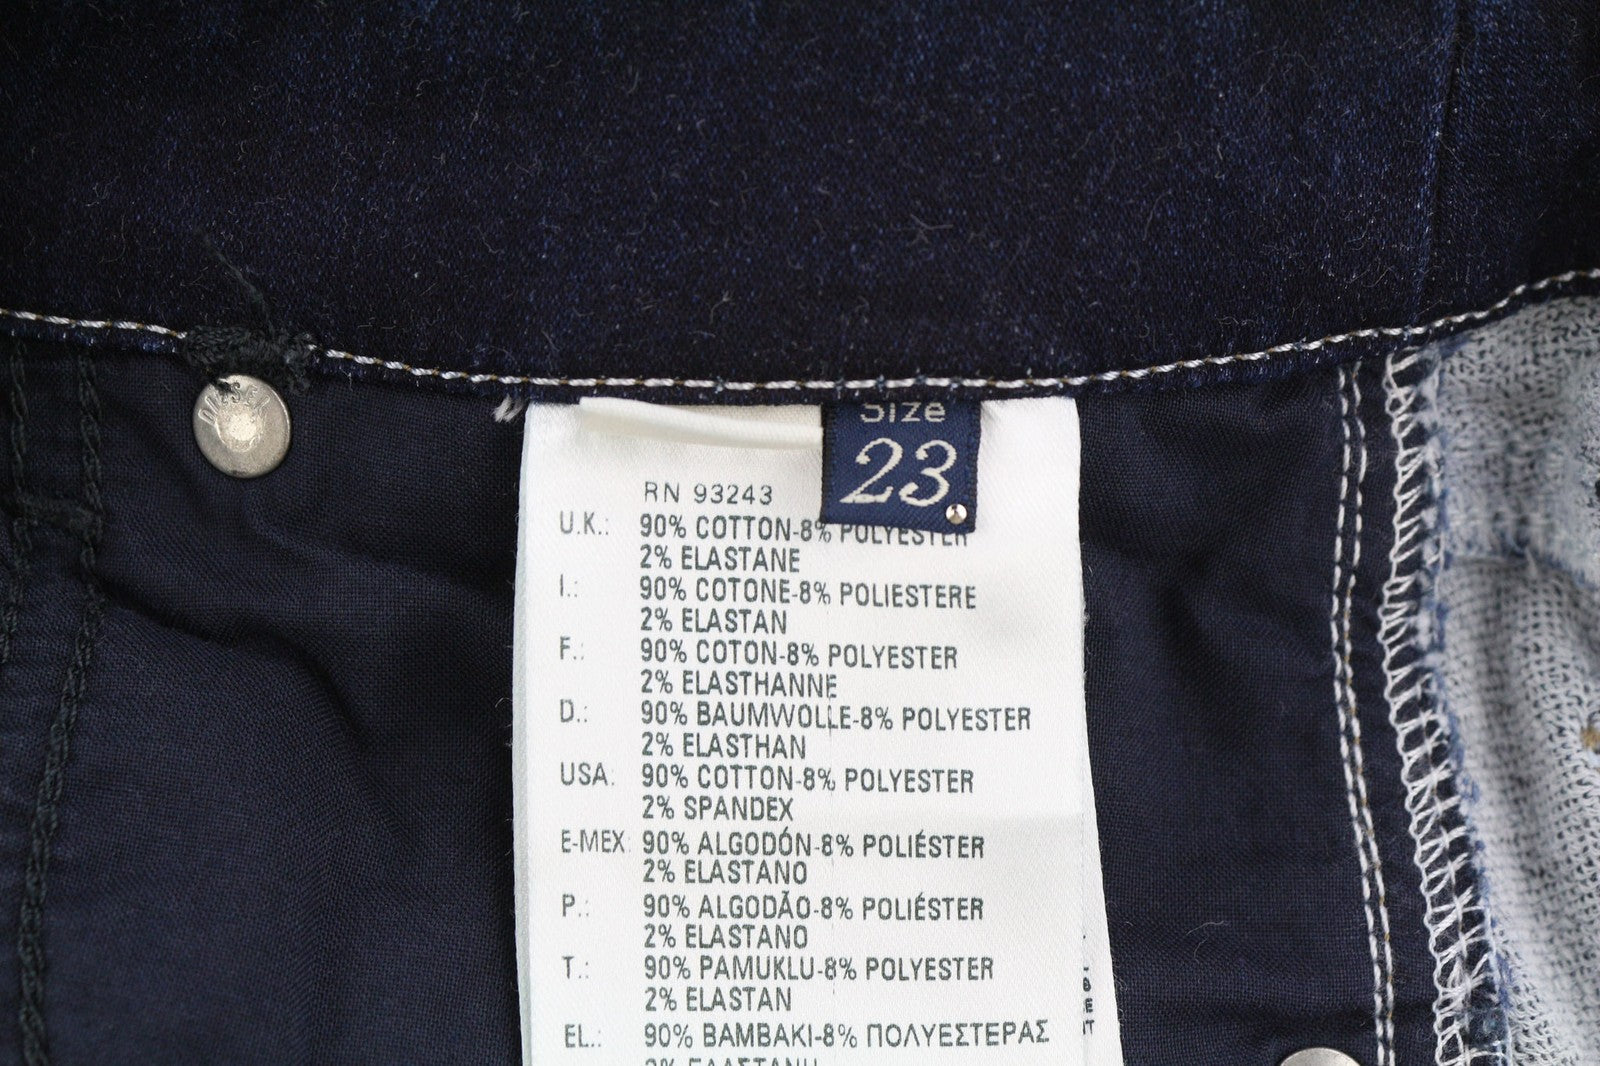 DIESEL
Size
23
RN 93243
U.K.: 90% COTTON-8% POLYESTER
2% ELASTANE
I.: 90% COTONE-8% POLIESTERE
2% ELASTAN
F.: 90% COTON-8% POLYESTER
2% ELASTHANNE
D.: 90% BAUMWOLLE-8% POLYESTER
2% ELASTHAN
USA: 90% COTTON-8% POLYESTER
2% SPANDEX
E-MEX: 90% ALGODÓN-8% POLIÉSTER
2% ELASTANO
P.: 90% ALGODÃO-8% POLIÉSTER
2% ELASTANO
T.: 90% PAMUKLU-8% POLYESTER
2% ELASTAN
EL.: 90% ΒΑΜΒΑΚΙ-8% ΠΟΛΥΕΣΤΕΡΑΣ